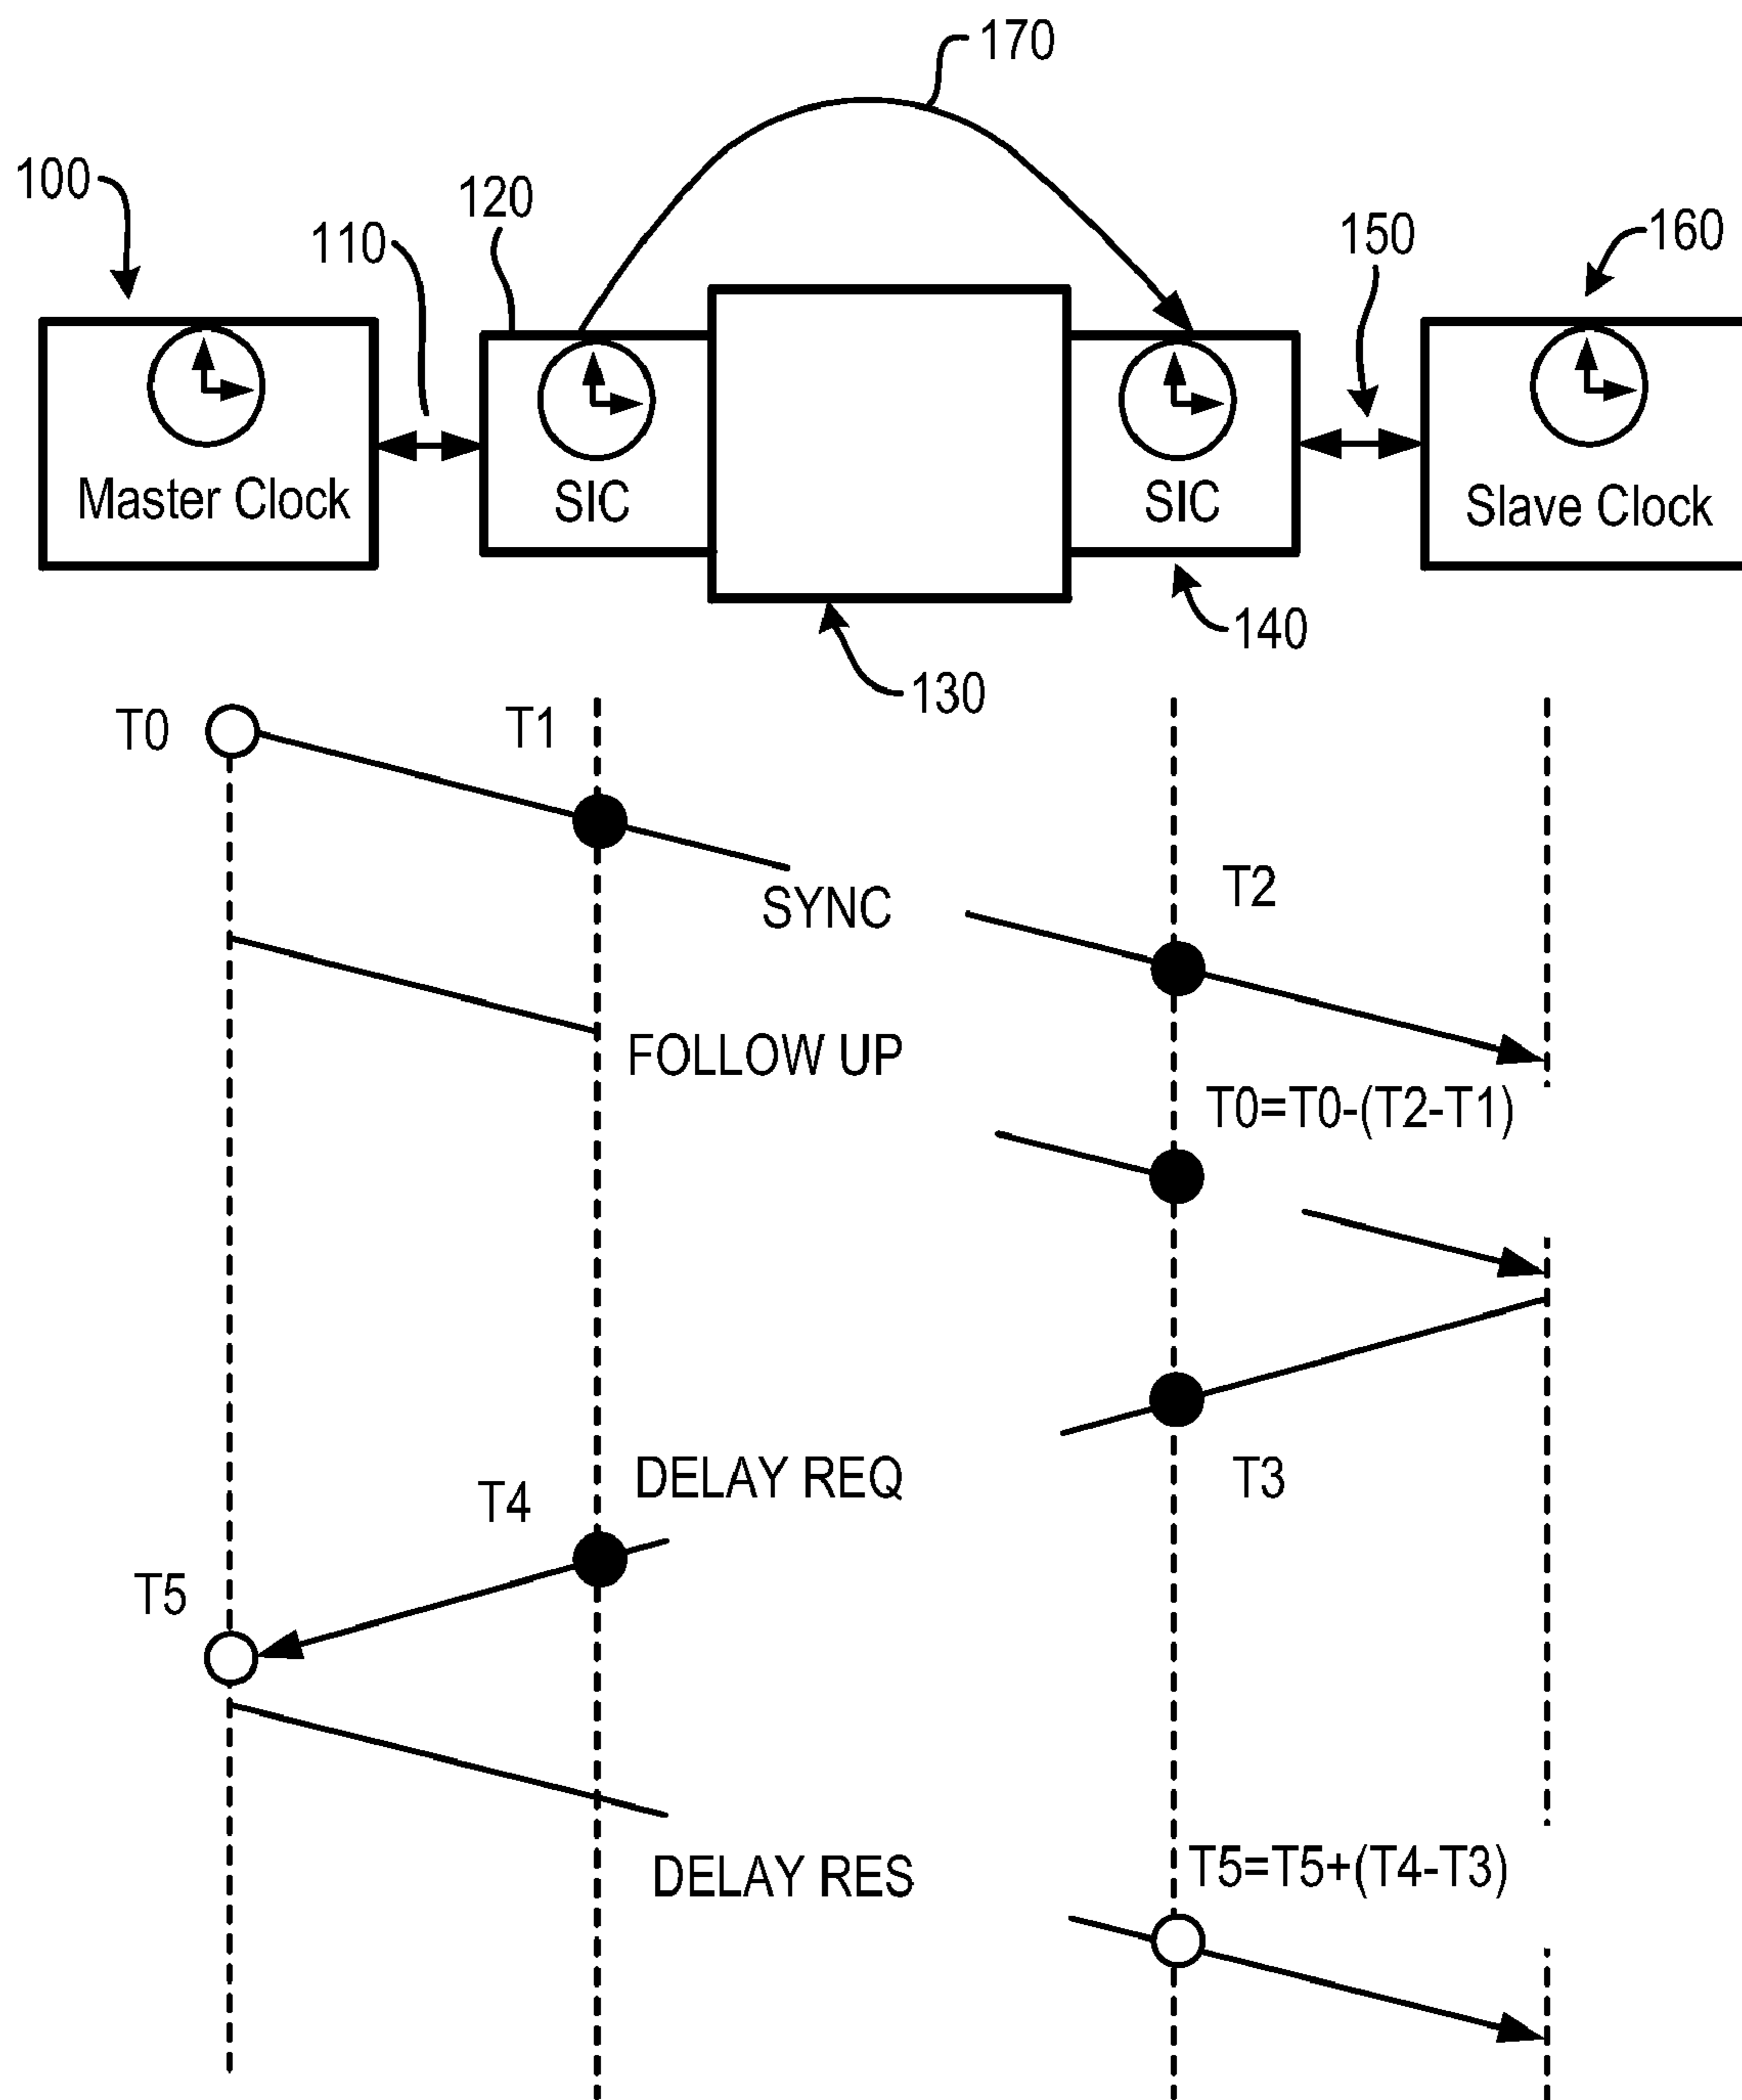 170
100
120
110
150
160
Master Clock
SIC
SIC
Slave Clock
140
130
T0
T1
T2
SYNC
FOLLOW UP
T0=T0-(T2-T1)
DELAY REQ
T3
T4
T5
DELAY RES
T5=T5+(T4-T3)